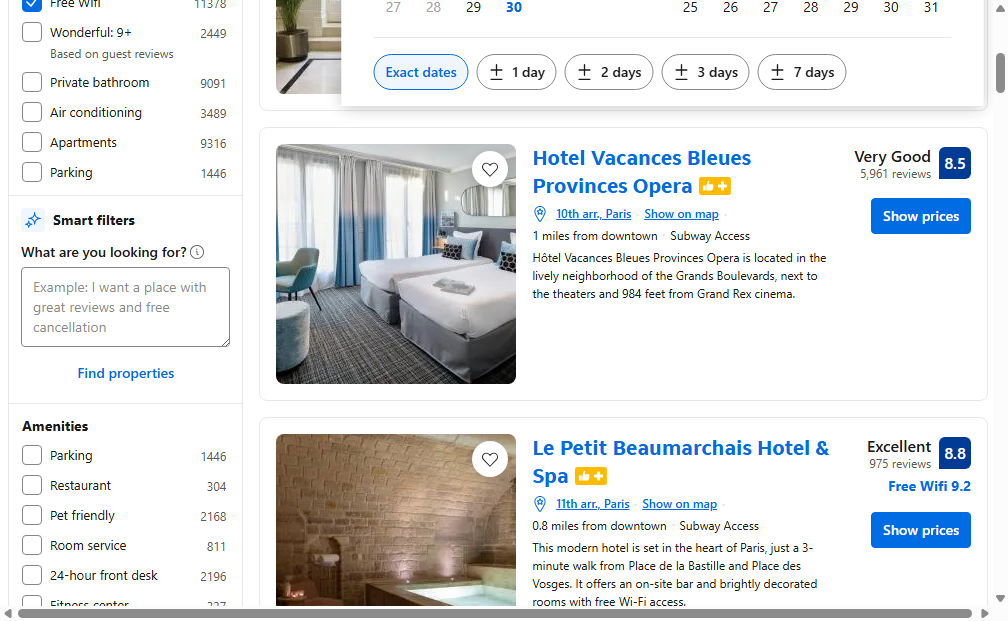 Free Wifi 11378
Wonderful: 9+ 2449
Based on guest reviews
Private bathroom 9091
Air conditioning 3489
Apartments 9316
Parking 1446
Smart filters
What are you looking for?
Example: I want a place with
great reviews and free
cancellation
Find properties
Amenities
Parking 1446
Restaurant 304
Pet friendly 2168
Room service 811
24-hour front desk 2196
Fitness center 227
27 28 29 30 25 26 27 28 29 30 31
Exact dates ± 1 day ± 2 days ± 3 days ± 7 days
Hotel Vacances Bleues
Provinces Opera
10th arr., Paris · Show on map ·
1 miles from downtown · Subway Access
Hôtel Vacances Bleues Provinces Opera is located in the
lively neighborhood of the Grands Boulevards, next to
the theaters and 984 feet from Grand Rex cinema.
Very Good 8.5
5,961 reviews
Show prices
Le Petit Beaumarchais Hotel &
Spa
11th arr., Paris · Show on map ·
0.8 miles from downtown · Subway Access
This modern hotel is set in the heart of Paris, just a 3-
minute walk from Place de la Bastille and Place des
Vosges. It offers an on-site bar and brightly decorated
rooms with free Wi-Fi access.
Excellent 8.8
975 reviews
Free Wifi 9.2
Show prices